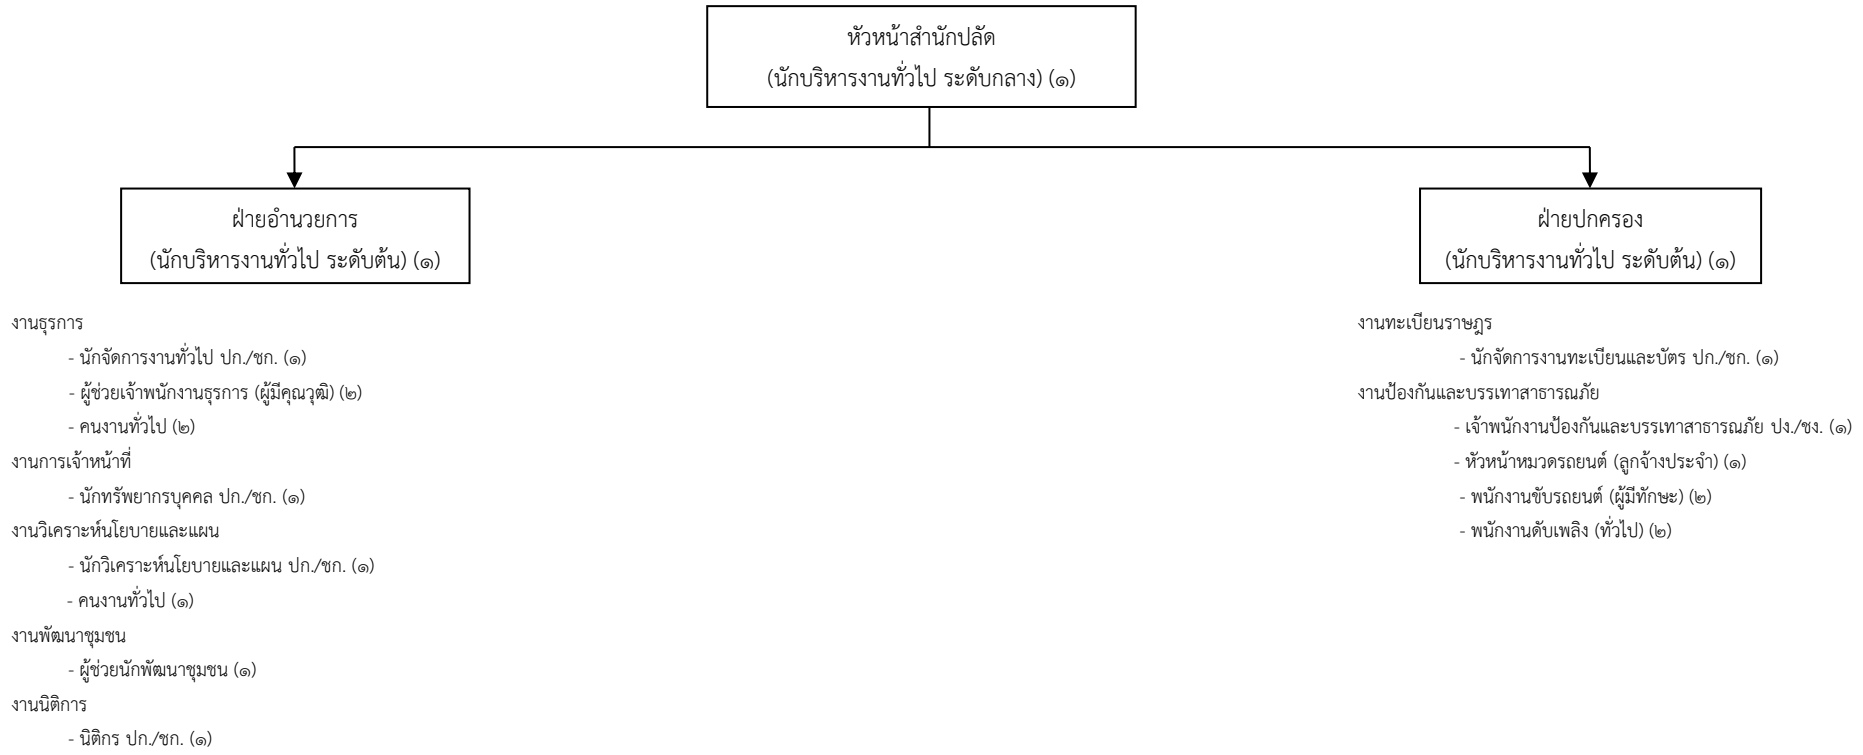 หัวหน้าสำนักปลัด
(นักบริหารงานทั่วไป ระดับกลาง) (๑)
ฝ่ายอำนวยการ
(นักบริหารงานทั่วไป ระดับต้น) (๑)
งานธุรการ
- นักจัดการงานทั่วไป ปก./ชก. (๑)
- ผู้ช่วยเจ้าพนักงานธุรการ (ผู้มีคุณวุฒิ) (๒)
- คนงานทั่วไป (๒)
งานการเจ้าหน้าที่
- นักทรัพยากรบุคคล ปก./ชก. (๑)
งานวิเคราะห์นโยบายและแผน
- นักวิเคราะห์นโยบายและแผน ปก./ชก. (๑)
- คนงานทั่วไป (๑)
งานพัฒนาชุมชน
- ผู้ช่วยนักพัฒนาชุมชน (๑)
งานนิติการ
- นิติกร ปก./ชก. (๑)
ฝ่ายปกครอง
(นักบริหารงานทั่วไป ระดับต้น) (๑)
งานทะเบียนราษฎร
- นักจัดการงานทะเบียนและบัตร ปก./ชก. (๑)
งานป้องกันและบรรเทาสาธารณภัย
- เจ้าพนักงานป้องกันและบรรเทาสาธารณภัย ปง./ชง. (๑)
- หัวหน้าหมวดรถยนต์ (ลูกจ้างประจำ) (๑)
- พนักงานขับรถยนต์ (ผู้มีทักษะ) (๒)
- พนักงานดับเพลิง (ทั่วไป) (๒)